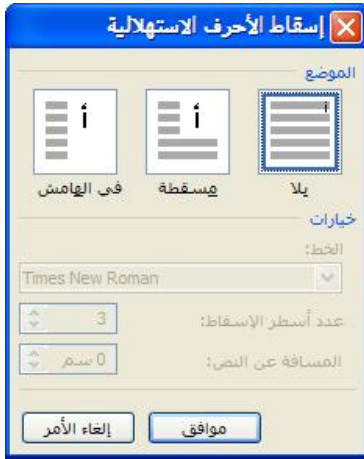 إسقاط الأحرف الاستهلالية
الموضع
أ أ أ
بلا مسقطة في الهامش
خيارات
الخط:
Times New Roman
عدد أسطر الإسقاط: 3
المسافة عن النص: 0 سم
موافق إلغاء الأمر